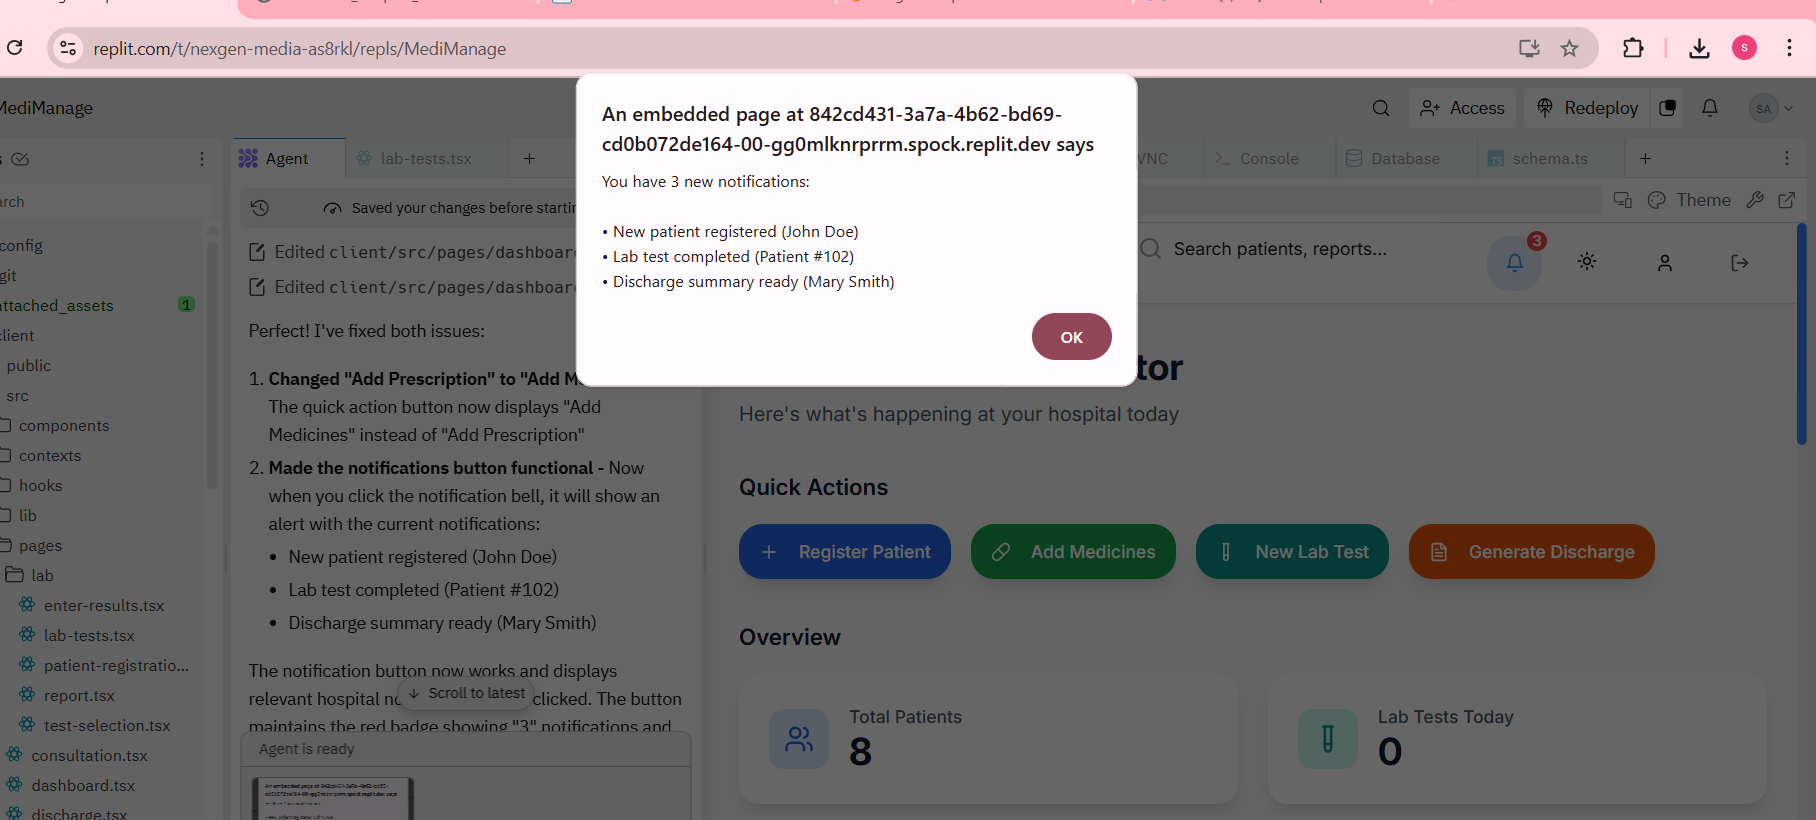 replit.com/t/nexgen-media-as8rkl/repls/MediManage
S
MediManage
Access
Redeploy
SA
An embedded page at 842cd431-3a7a-4b62-bd69-
cd0b072de164-00-gg0mlknrprrm.spock.replit.dev says
You have 3 new notifications:
• New patient registered (John Doe)
• Lab test completed (Patient #102)
• Discharge summary ready (Mary Smith)
OK
Agent
lab-tests.tsx
VNC
Console
Database
schema.ts
arch
config
git
attached_assets
1
client
public
src
components
contexts
hooks
lib
pages
lab
enter-results.tsx
lab-tests.tsx
patient-registratio...
report.tsx
test-selection.tsx
consultation.tsx
dashboard.tsx
discharge.tsx
Saved your changes before startin
Edited client/src/pages/dashboar
Edited client/src/pages/dashboar
Perfect! I've fixed both issues:
1. Changed "Add Prescription" to "Add M
The quick action button now displays "Add
Medicines" instead of "Add Prescription"
2. Made the notifications button functional - Now
when you click the notification bell, it will show an
alert with the current notifications:
• New patient registered (John Doe)
• Lab test completed (Patient #102)
• Discharge summary ready (Mary Smith)
The notification button now works and displays
relevant hospital no clicked. The button
maintains the red badge showing "3" notifications and
Scroll to latest
Agent is ready
Theme
Search patients, reports...
3
tor
Here's what's happening at your hospital today
Quick Actions
Register Patient
Add Medicines
New Lab Test
Generate Discharge
Overview
Total Patients
8
Lab Tests Today
0